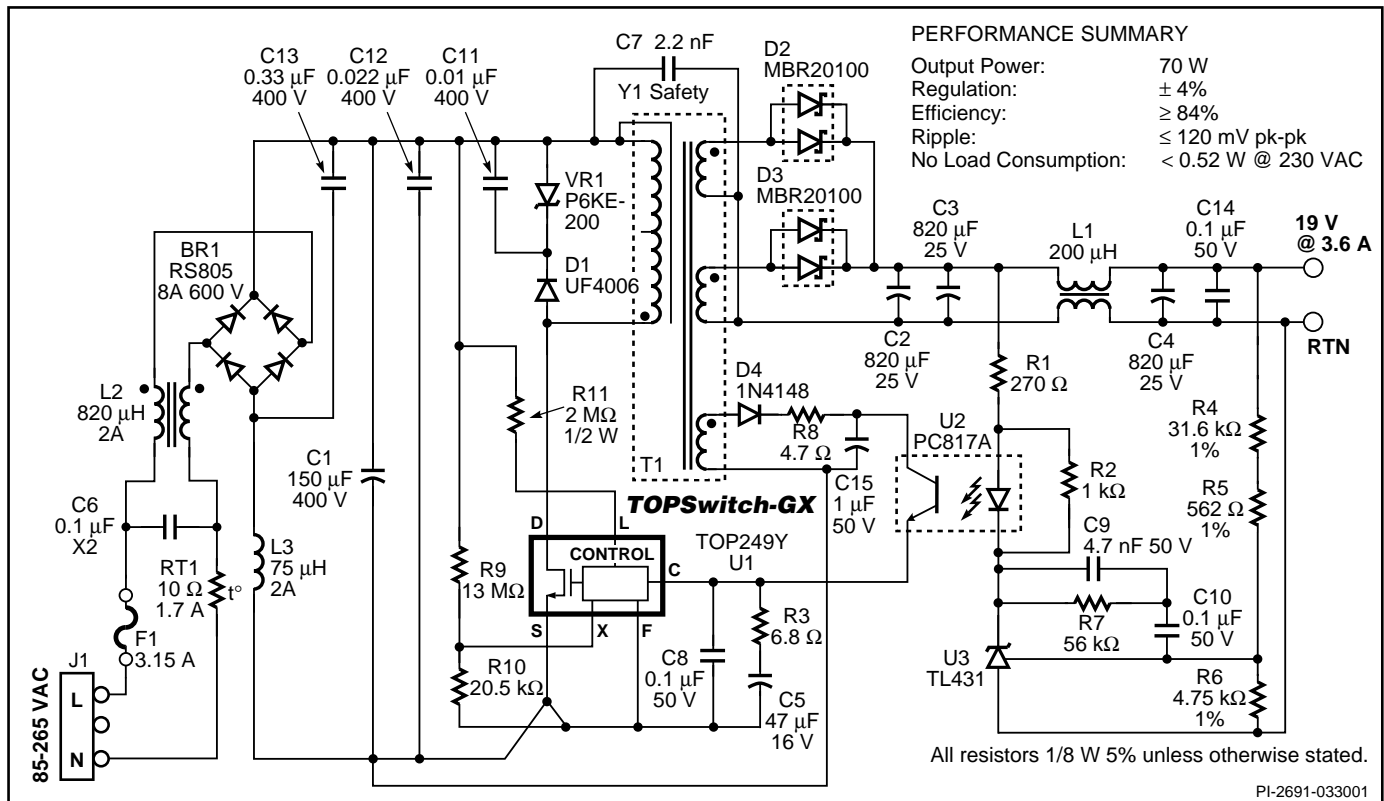 PERFORMANCE SUMMARY
Output Power: 70 W
Regulation: ± 4%
Efficiency: ≥ 84%
Ripple: ≤ 120 mV pk-pk
No Load Consumption: < 0.52 W @ 230 VAC
C13
0.33 µF
400 V
C12
0.022 µF
400 V
C11
0.01 µF
400 V
C7 2.2 nF
Y1 Safety
D2
MBR20100
D3
MBR20100
VR1
P6KE-
200
D1
UF4006
BR1
RS805
8A 600 V
C3
820 µF
25 V
L1
200 µH
C14
0.1 µF
50 V
19 V
@ 3.6 A
RTN
C2
820 µF
25 V
C4
820 µF
25 V
R1
270 Ω
L2
820 µH
2A
R11
2 MΩ
1/2 W
D4
1N4148
R8
4.7 Ω
T1
C15
1 µF
50 V
U2
PC817A
R2
1 kΩ
R4
31.6 kΩ
1%
R5
562 Ω
1%
C1
150 µF
400 V
C6
0.1 µF
X2
RT1
10 Ω
1.7 A
t°
L3
75 µH
2A
F1
3.15 A
J1
L
N
85-265 VAC
R9
13 MΩ
R10
20.5 kΩ
TOPSwitch-GX
D
L
CONTROL
C
S
X
F
TOP249Y
U1
R3
6.8 Ω
C8
0.1 µF
50 V
C5
47 µF
16 V
C9
4.7 nF 50 V
R7
56 kΩ
C10
0.1 µF
50 V
U3
TL431
R6
4.75 kΩ
1%
All resistors 1/8 W 5% unless otherwise stated.
PI-2691-033001